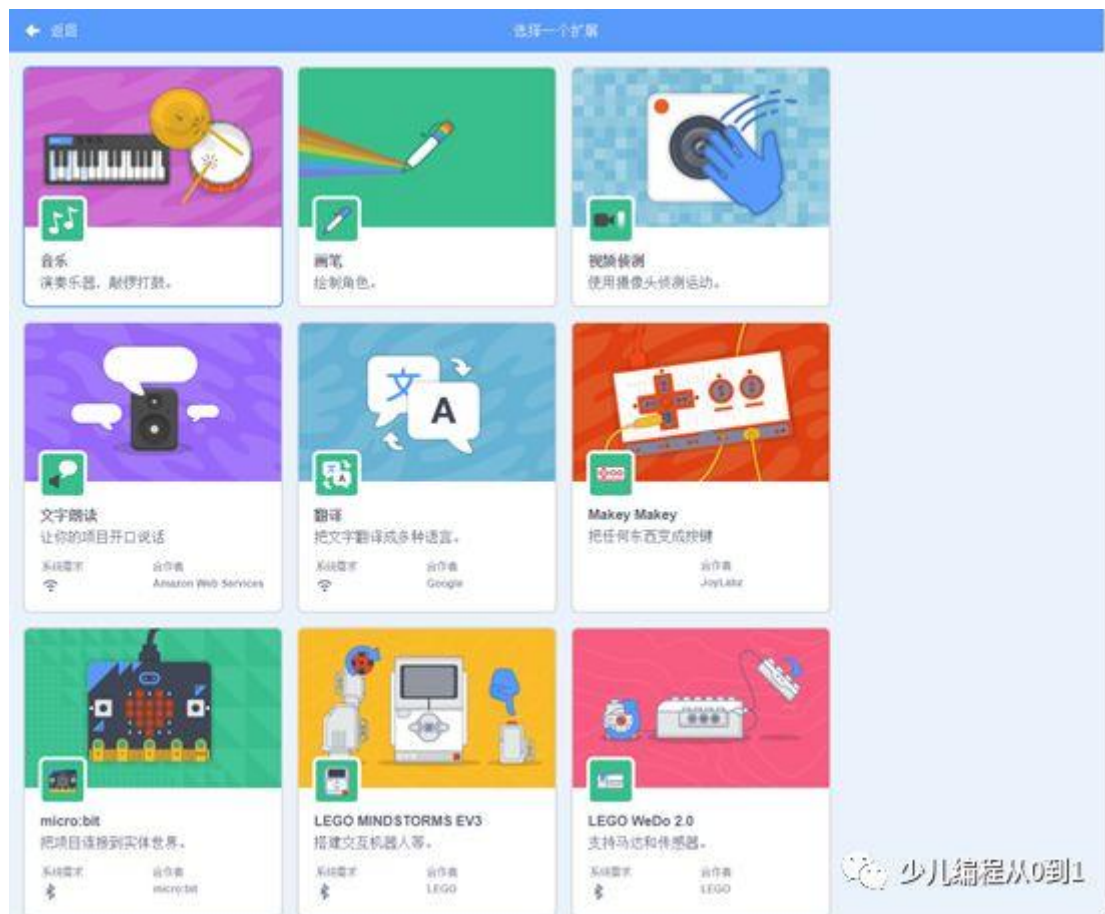 返回
选择一个扩展
音乐
演奏乐器，敲锣打鼓。
画笔
绘制角色。
视频侦测
使用摄像头侦测运动。
文
A
文字朗读
让你的项目开口说话
系统需求 合作者
Amazon Web Services
翻译
把文字翻译成多种语言。
系统需求 合作者
Google
Makey Makey
把任何东西变成按键
合作者
JoyLabz
micro:bit
把项目连接到实体世界。
系统需求 合作者
micro:bit
LEGO MINDSTORMS EV3
搭建交互机器人等。
系统需求 合作者
LEGO
LEGO WeDo 2.0
支持马达和传感器。
系统需求 合作者
LEGO
少儿编程从0到1